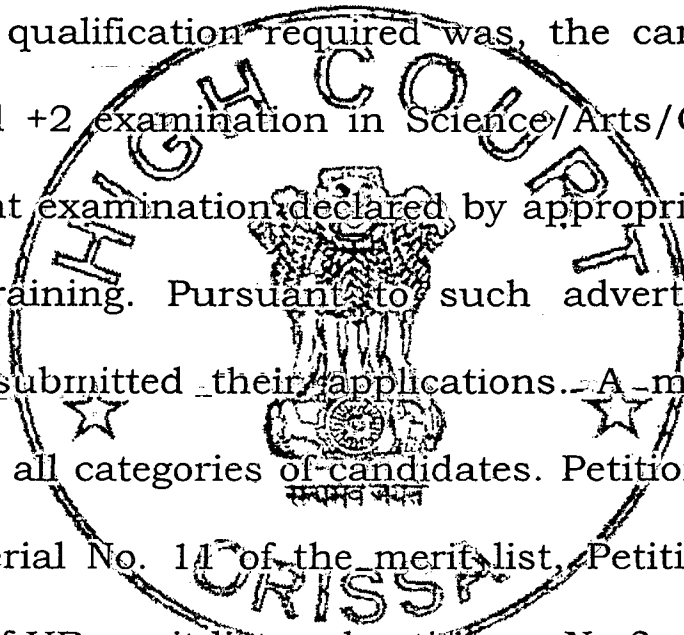 qualification required was, the can
+2 examination in Science/Arts/C
t examination declared by appropri
raining. Pursuant to such advert
submitted their applications. A m
all categories of candidates. Petition
erial No. 11 of the merit list, Petiti
HIGH COURT
सत्यमेव जयते
ORISSA